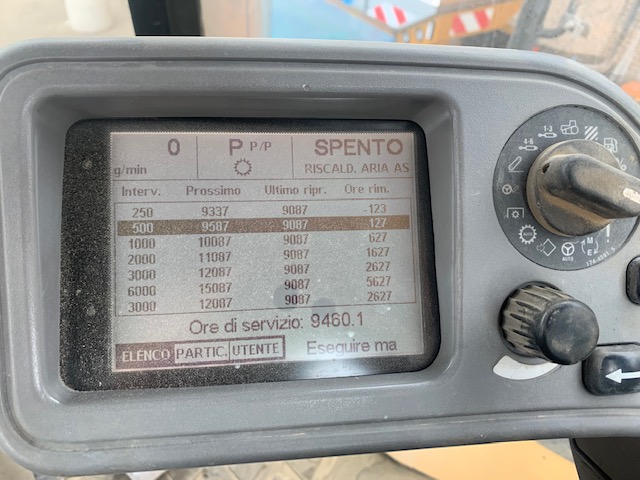 0 P P/P SPENTO
g/min RISCALD. ARIA AS
Interv. Prossimo Ultimo ripr. Ore rim.
250 9337 9087 -123
500 9587 9087 127
1000 10087 9087 627
2000 11087 9087 1627
3000 12087 9087 2627
6000 15087 9087 5627
3000 12087 9087 2627
Ore di servizio: 9460.1
ELENCO PARTIC. UTENTE Eseguire ma
AUTO
AUTO